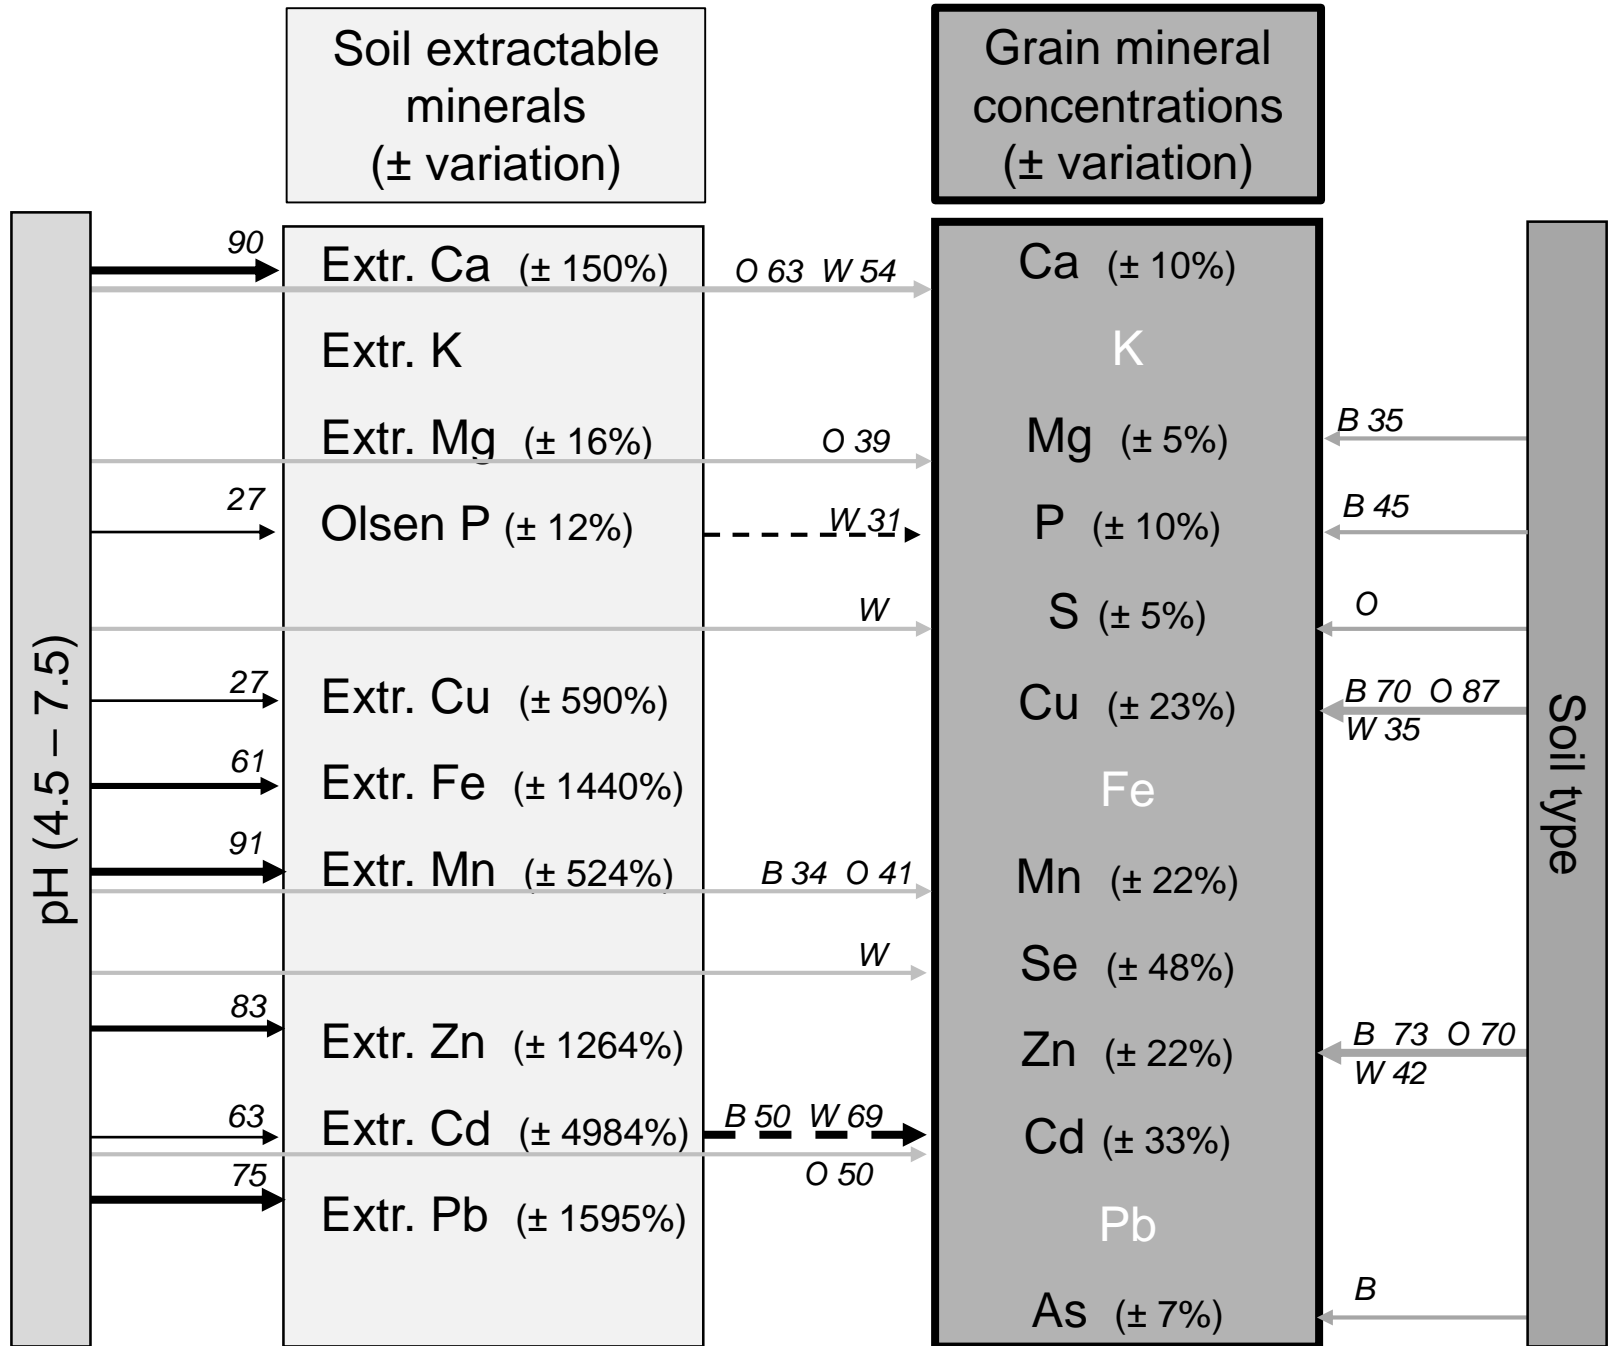 Soil extractable
minerals
(± variation)
Grain mineral
concentrations
(± variation)
pH (4.5 – 7.5)
90
Extr. Ca (± 150%)
O 63 W 54
Ca (± 10%)
Extr. K
K
Extr. Mg (± 16%)
O 39
Mg (± 5%)
B 35
27
Olsen P (± 12%)
W 31
P (± 10%)
B 45
W
S (± 5%)
O
27
Extr. Cu (± 590%)
Cu (± 23%)
B 70 O 87
W 35
61
Extr. Fe (± 1440%)
Fe
91
Extr. Mn (± 524%)
B 34 O 41
Mn (± 22%)
W
Se (± 48%)
83
Extr. Zn (± 1264%)
Zn (± 22%)
B 73 O 70
W 42
63
Extr. Cd (± 4984%)
B 50 W 69
O 50
Cd (± 33%)
75
Extr. Pb (± 1595%)
Pb
As (± 7%)
B
Soil type